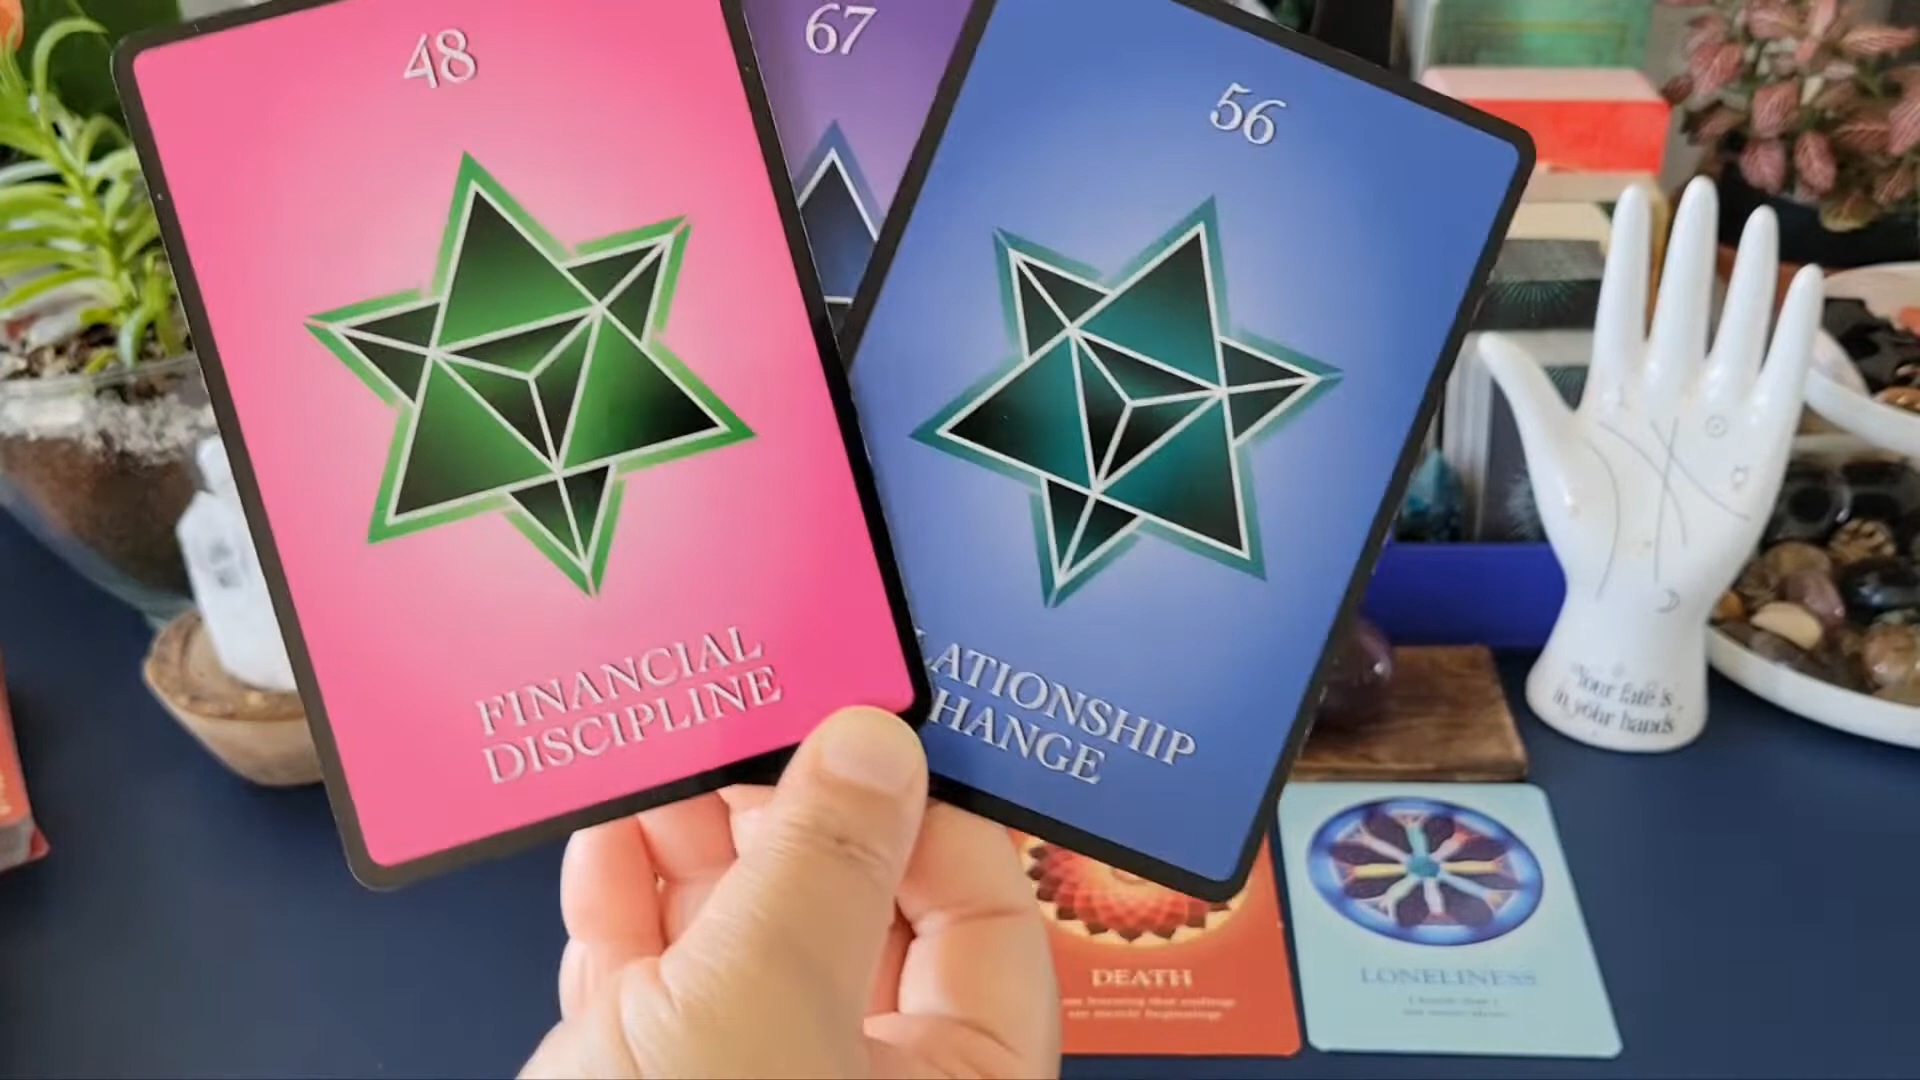 48
67
56
FINANCIAL
DISCIPLINE
LATIONSHIP
HANGE
Your fate is
in your hands
DEATH
LONELINESS